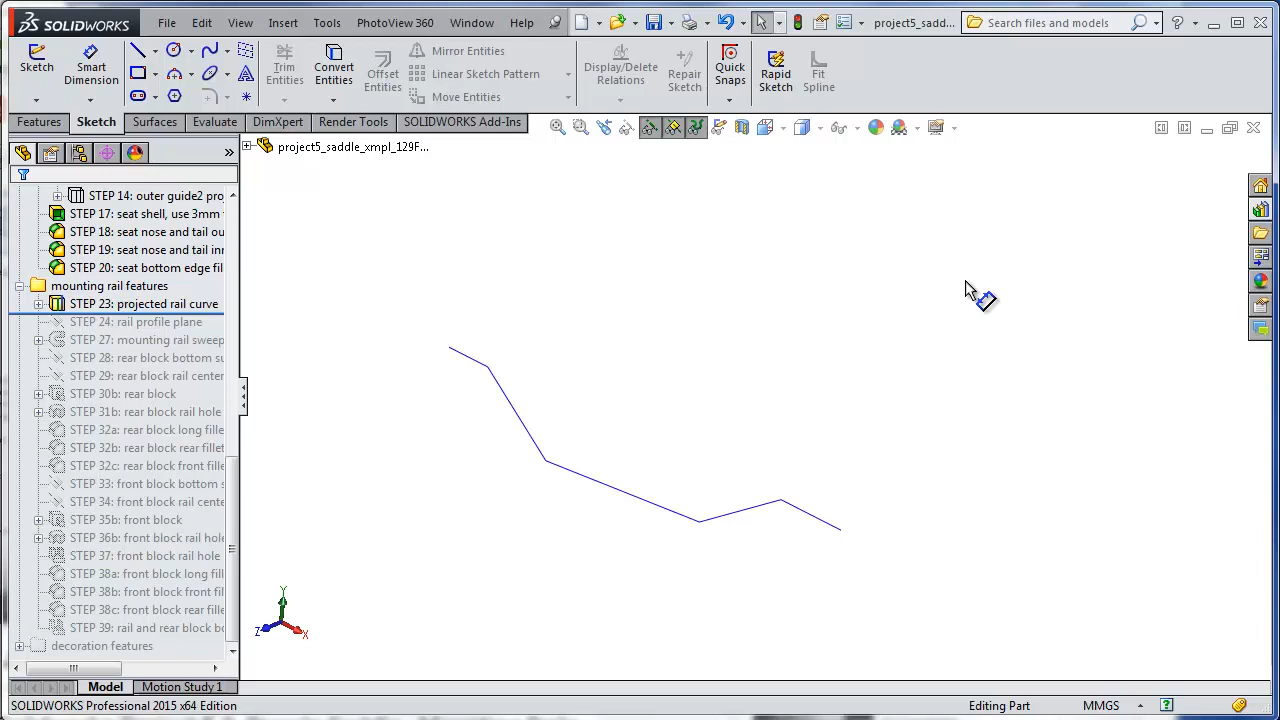 SOLIDWORKS File Edit View Insert Tools PhotoView 360 Window Help project5_sadd... Search files and models
Sketch Smart Dimension Trim Entities Convert Entities Offset Entities Mirror Entities Linear Sketch Pattern Move Entities Display/Delete Relations Repair Sketch Quick Snaps Rapid Sketch Fit Spline
Features Sketch Surfaces Evaluate DimXpert Render Tools SOLIDWORKS Add-Ins
project5_saddle_xmpl_129F...
STEP 14: outer guide2 pro
STEP 17: seat shell, use 3mm
STEP 18: seat nose and tail ou
STEP 19: seat nose and tail inn
STEP 20: seat bottom edge fil
mounting rail features
STEP 23: projected rail curve
STEP 24: rail profile plane
STEP 27: mounting rail sweep
STEP 28: rear block bottom su
STEP 29: rear block rail center
STEP 30b: rear block
STEP 31b: rear block rail hole
STEP 32a: rear block long fille
STEP 32b: rear block rear fillet
STEP 32c: rear block front fille
STEP 33: front block bottom s
STEP 34: front block rail cente
STEP 35b: front block
STEP 36b: front block rail hol
STEP 37: front block rail hole
STEP 38a: front block long fill
STEP 38b: front block front fil
STEP 38c: front block rear fille
STEP 39: rail and rear block bo
decoration features
Y
Z X
Model Motion Study 1
SOLIDWORKS Professional 2015 x64 Edition Editing Part MMGS